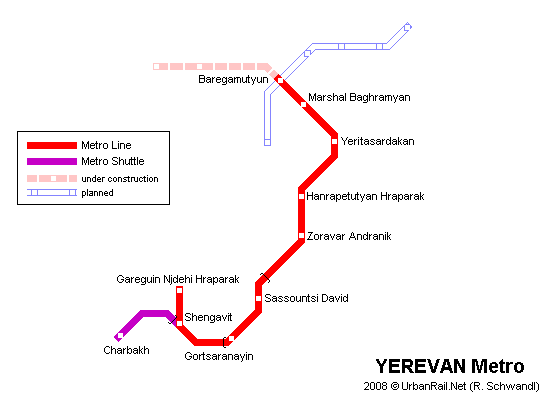 Baregamutyun
Marshal Baghramyan
Yeritasardakan
Metro Line
Metro Shuttle
under construction
planned
Hanrapetutyan Hraparak
Zoravar Andranik
Gareguin Njdehi Hraparak
Sassountsi David
Shengavit
Charbakh
Gortsaranayin
YEREVAN Metro
2008 © UrbanRail.Net (R. Schwandl)